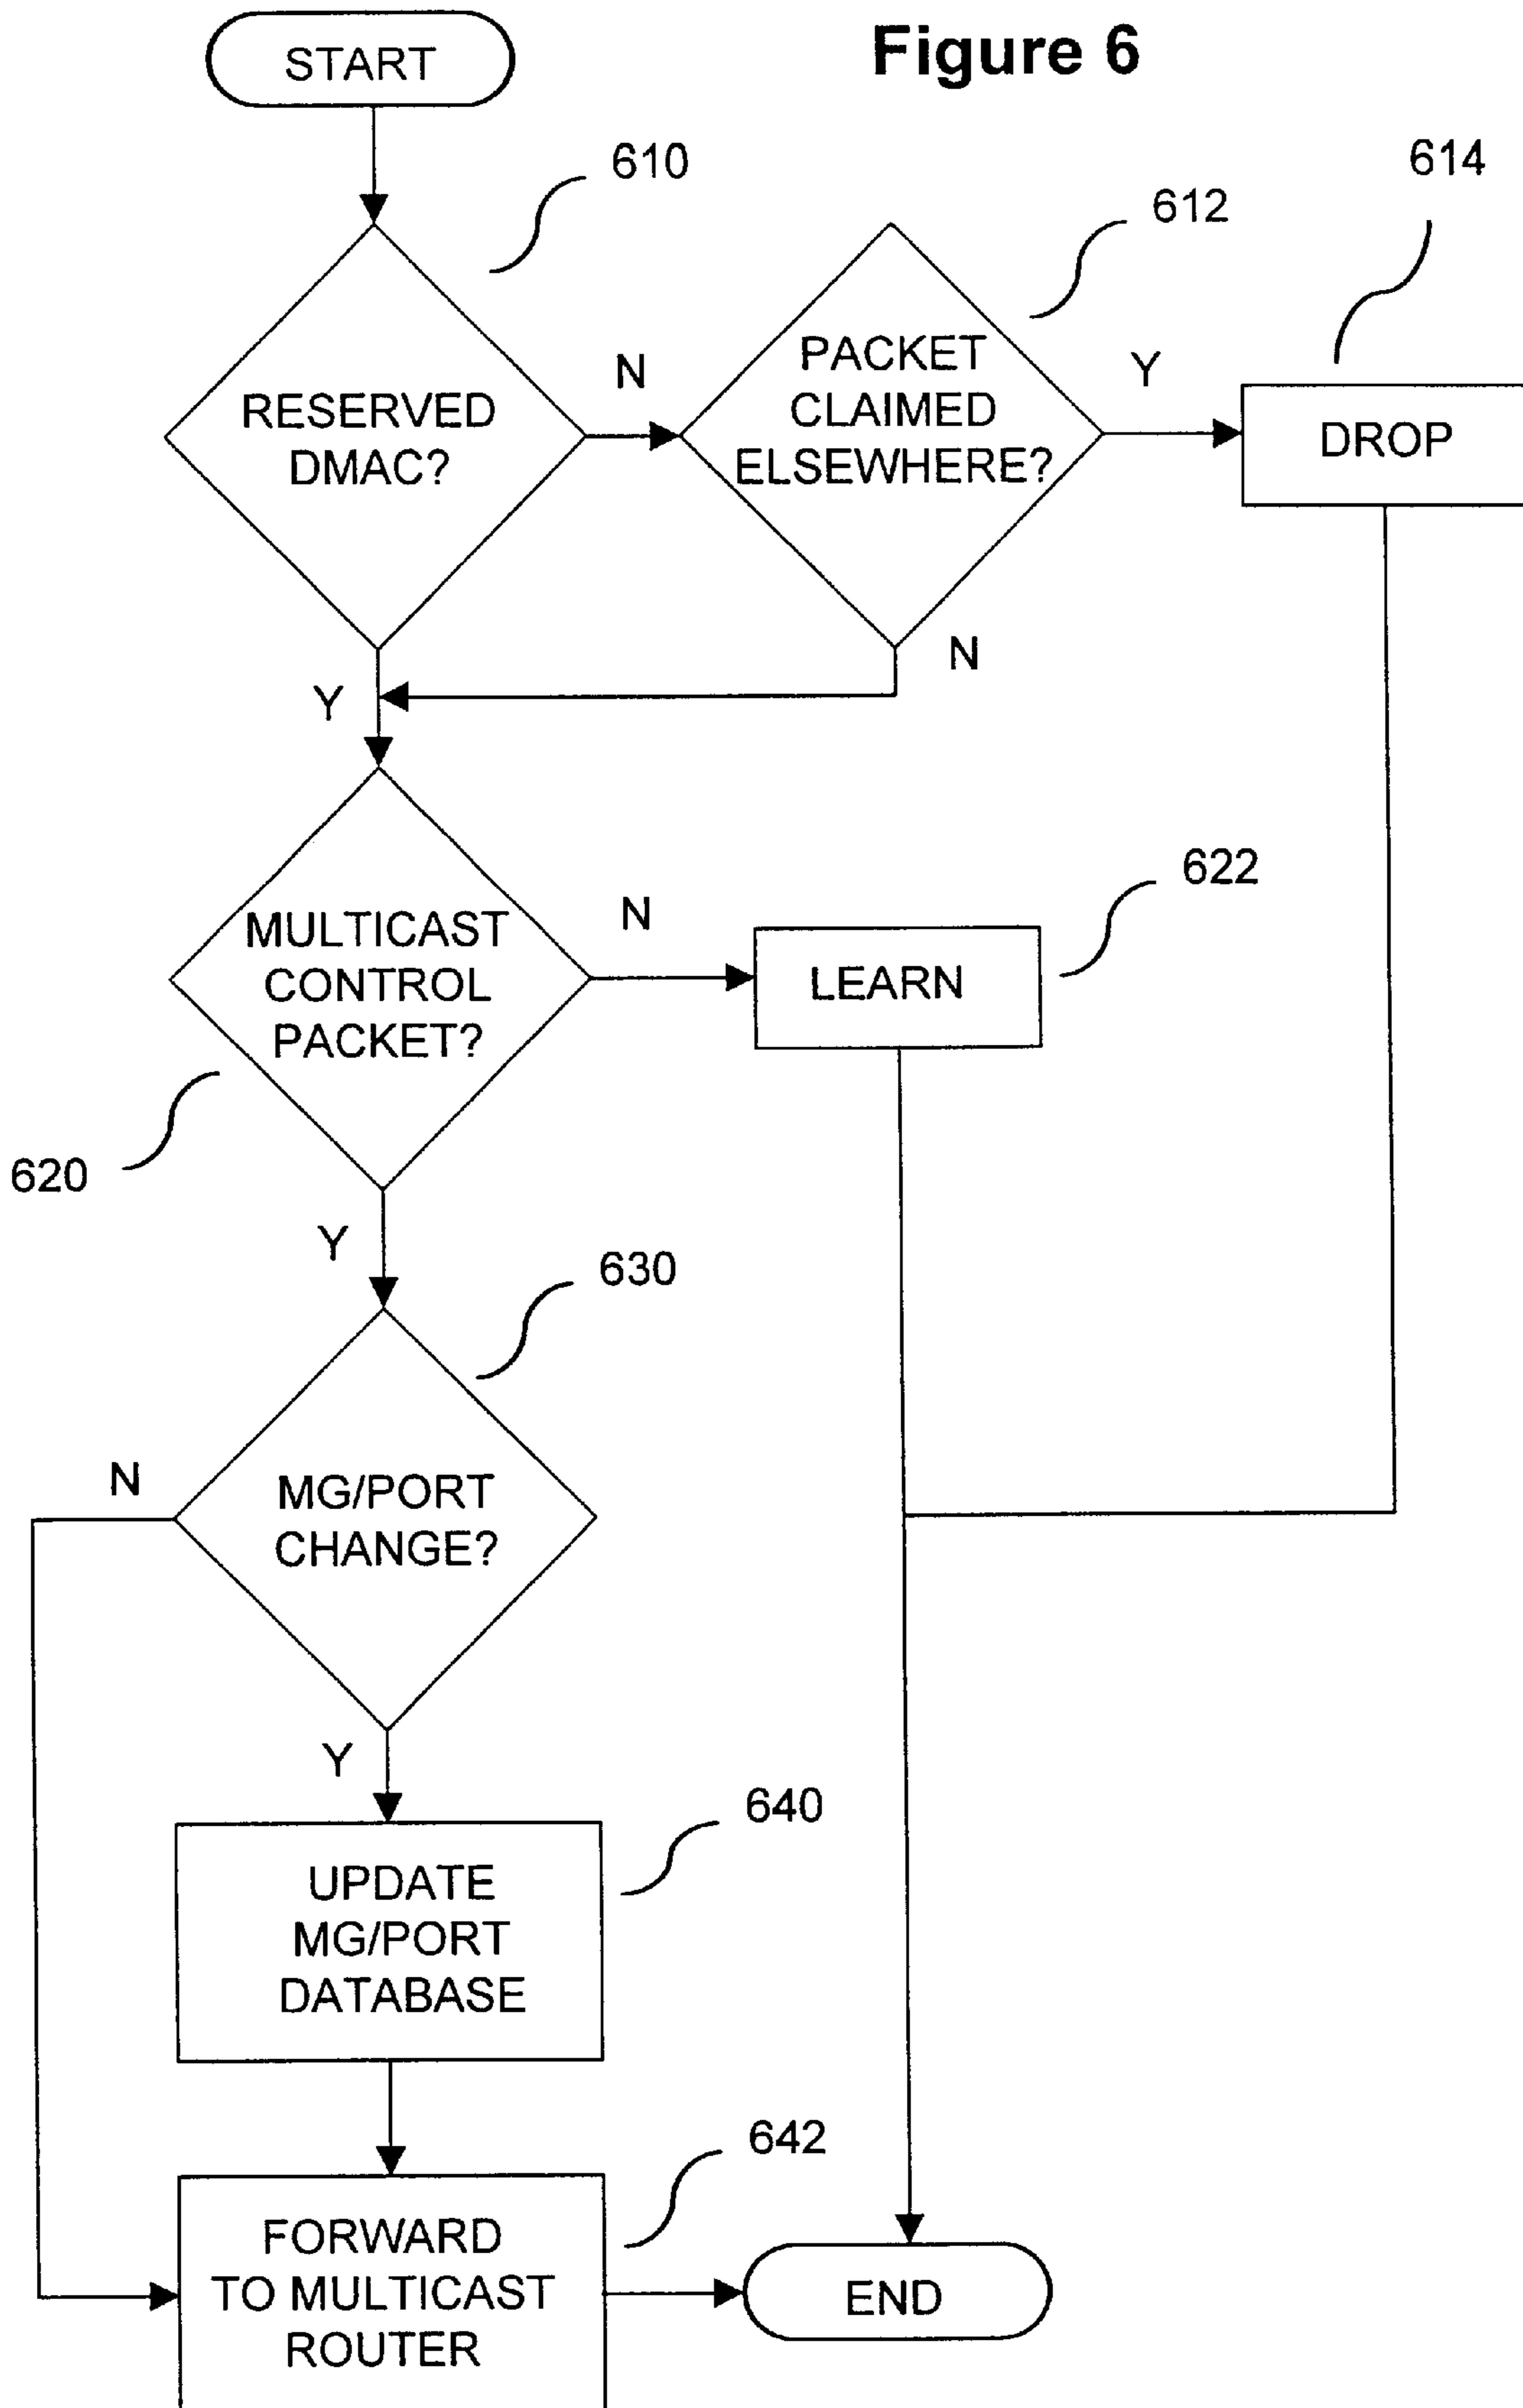 Figure 6
START
610
612
614
RESERVED
DMAC?
N
PACKET
CLAIMED
ELSEWHERE?
Y
DROP
N
Y
MULTICAST
CONTROL
PACKET?
N
LEARN
622
620
Y
630
MG/PORT
CHANGE?
N
Y
640
UPDATE
MG/PORT
DATABASE
642
FORWARD
TO MULTICAST
ROUTER
END